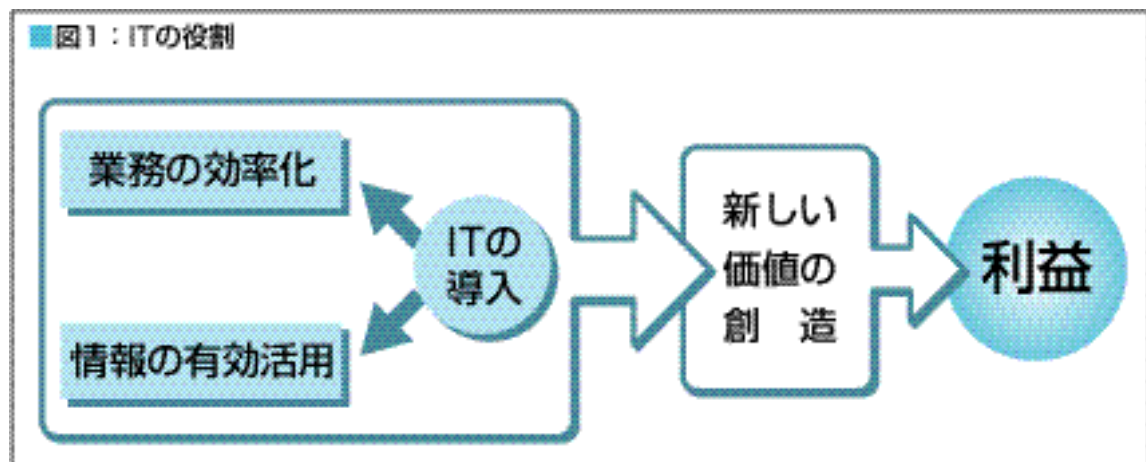 図1：ITの役割
業務の効率化
ITの
導入
情報の有効活用
新しい
価値の
創　造
利益